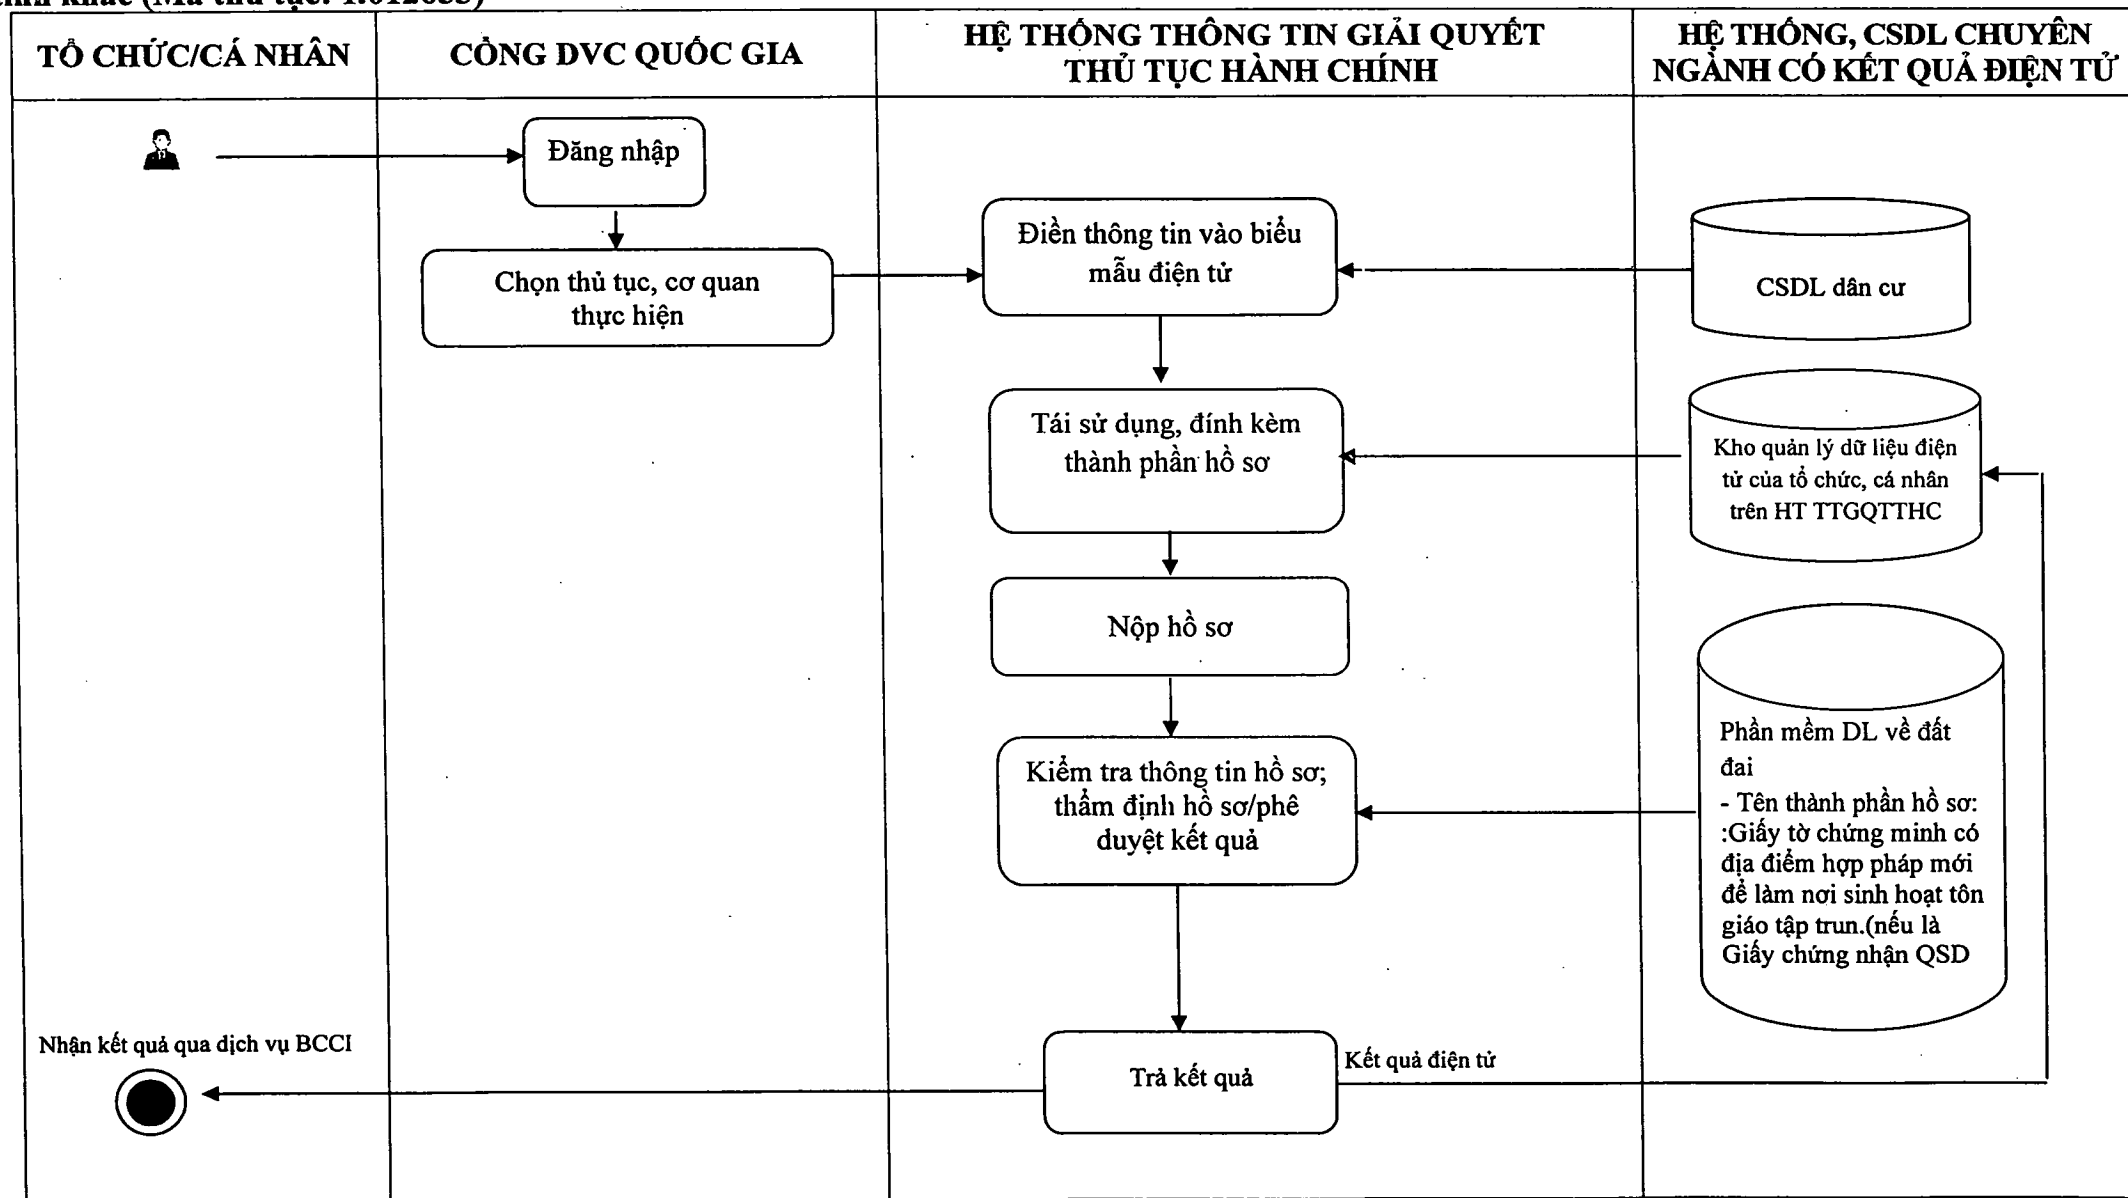 khác (Mã thủ tục:
TỔ CHỨC/CÁ NHÂN
CỔNG DVC QUỐC GIA
HỆ THỐNG THÔNG TIN GIẢI QUYẾT
THỦ TỤC HÀNH CHÍNH
HỆ THỐNG, CSDL CHUYÊN
NGÀNH CÓ KẾT QUẢ ĐIỆN TỬ
Đăng nhập
Chọn thủ tục, cơ quan
thực hiện
Điền thông tin vào biểu
mẫu điện tử
CSDL dân cư
Tái sử dụng, đính kèm
thành phần hồ sơ
Kho quản lý dữ liệu điện
tử của tổ chức, cá nhân
trên HT TTGQTTHC
Nộp hồ sơ
Kiểm tra thông tin hồ sơ;
thẩm định hồ sơ/phê
duyệt kết quả
Phần mềm DL về đất
đai
- Tên thành phần hồ sơ:
:Giấy tờ chứng minh có
địa điểm hợp pháp mới
để làm nơi sinh hoạt tôn
giáo tập trun.(nếu là
Giấy chứng nhận QSD
Nhận kết quả qua dịch vụ BCCI
Trả kết quả
Kết quả điện tử